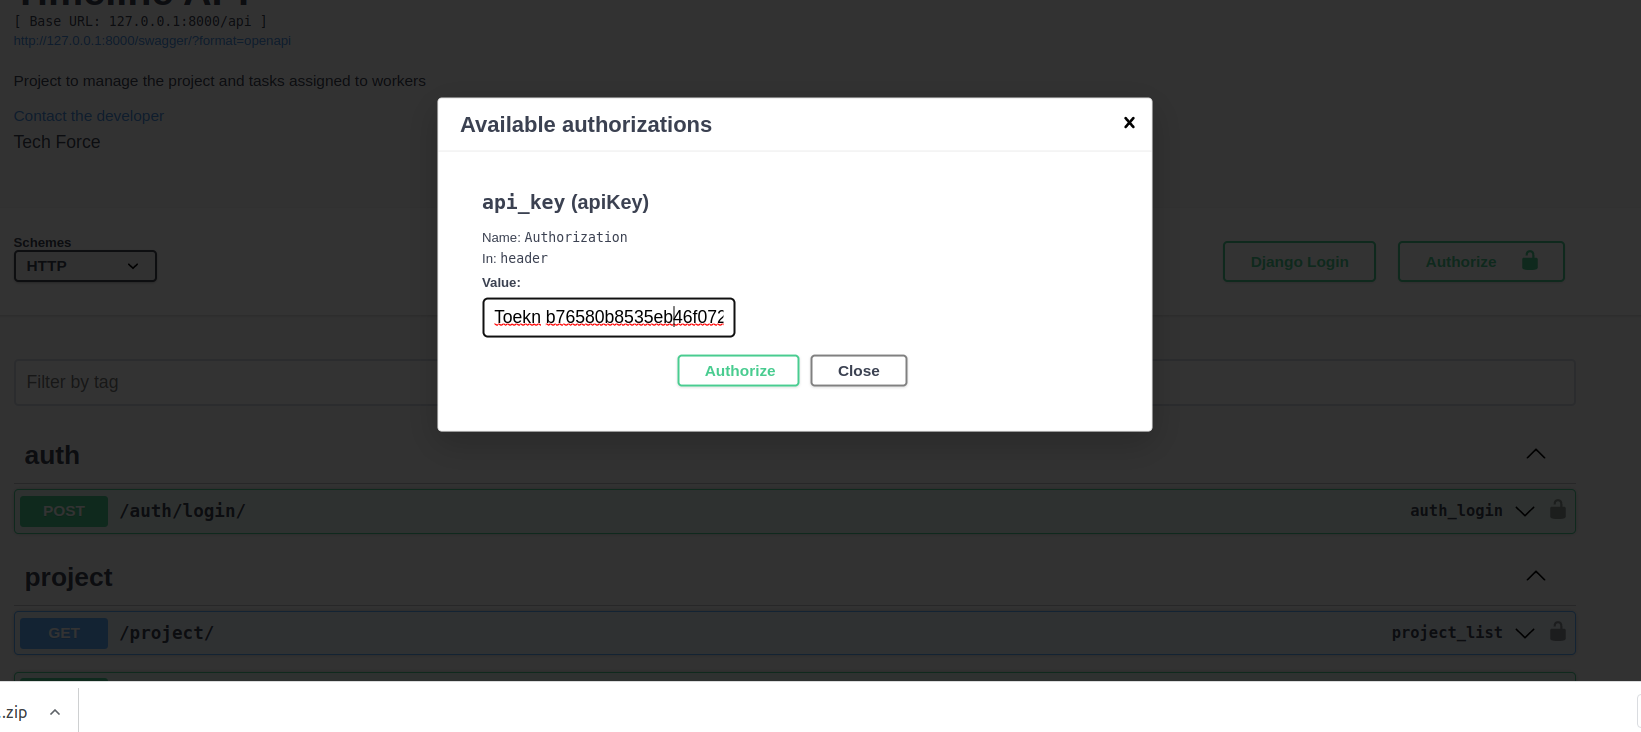 Timeline API
[ Base URL: 127.0.0.1:8000/api ]
http://127.0.0.1:8000/swagger/?format=openapi
Project to manage the project and tasks assigned to workers
Contact the developer
Tech Force
Available authorizations
api_key (apiKey)
Name: Authorization
In: header
Value:
Toekn b76580b8535eb46f072
Authorize
Close
Schemes
HTTP
Django Login
Authorize
Filter by tag
auth
POST /auth/login/ auth_login
project
GET /project/ project_list
..zip